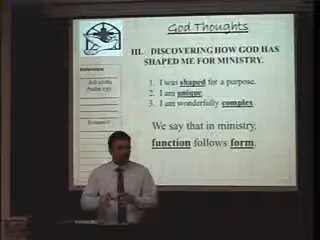 God Thoughts
III. DISCOVERING HOW GOD HAS
SHAPED ME FOR MINISTRY.
1. I was shaped for a purpose.
2. I am unique.
3. I am wonderfully complex.
We say that in ministry,
function follows form.